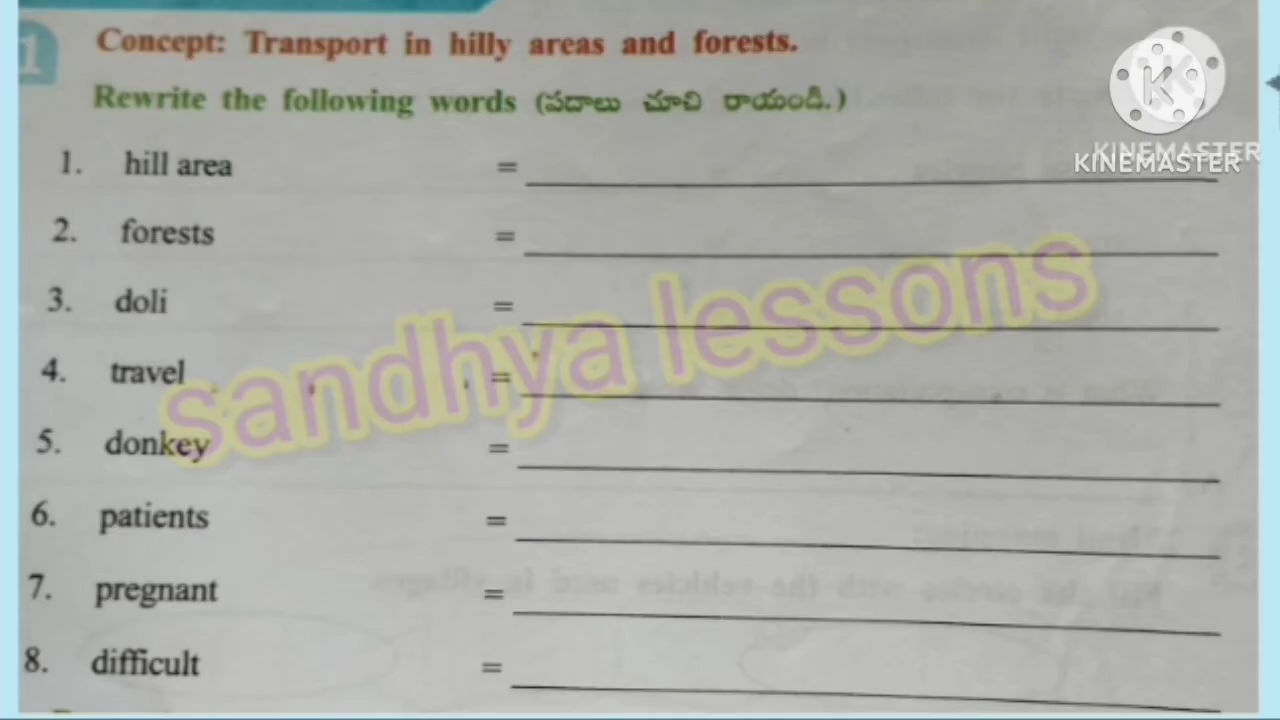 1
Concept: Transport in hilly areas and forests.
Rewrite the following words (పదాలు చూచి రాయండి.)
KINEMASTER
KINEMASTER
1. hill area =
2. forests =
3. doli =
4. travel =
5. donkey =
6. patients =
7. pregnant =
8. difficult =
sandhya lessons